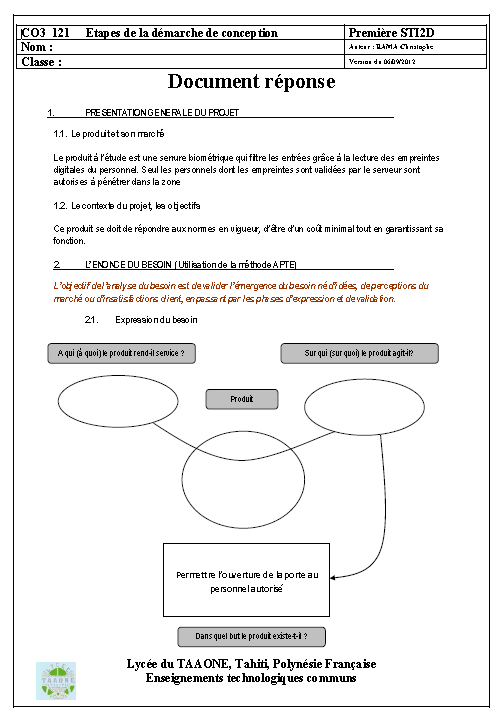 CO3 121 Etapes de la démarche de conception Première STI2D
Nom : Auteur : RAIMA Christophe
Classe : Version du 06/09/2012
Document réponse
1. PRESENTATION GENERALE DU PROJET
1.1. Le produit et son marché
Le produit à l'étude est une serrure biométrique qui filtre les entrées grâce à la lecture des empreintes
digitales du personnel. Seul les personnels dont les empreintes sont validées par le serveur sont
autorises à pénétrer dans la zone
1.2. Le contexte du projet, les objectifs
Ce produit se doit de répondre aux normes en vigueur, d'être d'un coût minimal tout en garantissant sa
fonction.
2. L'ENONCE DU BESOIN ( Utilisation de la méthode APTE)
L'objectif de l'analyse du besoin est de valider l'émergence du besoin né d'idées, de perceptions du
marché ou d'insatisfactions client, en passant par les phases d'expression et de validation.
2.1. Expression du besoin
A qui (à quoi) le produit rend-il service ?
Sur qui (sur quoi) le produit agit-il?
Produit
Permettre l'ouverture de la porte au
personnel autorisé
Dans quel but le produit existe-t-il ?
Lycée du TAAONE, Tahiti, Polynésie Française
Enseignements technologiques communs